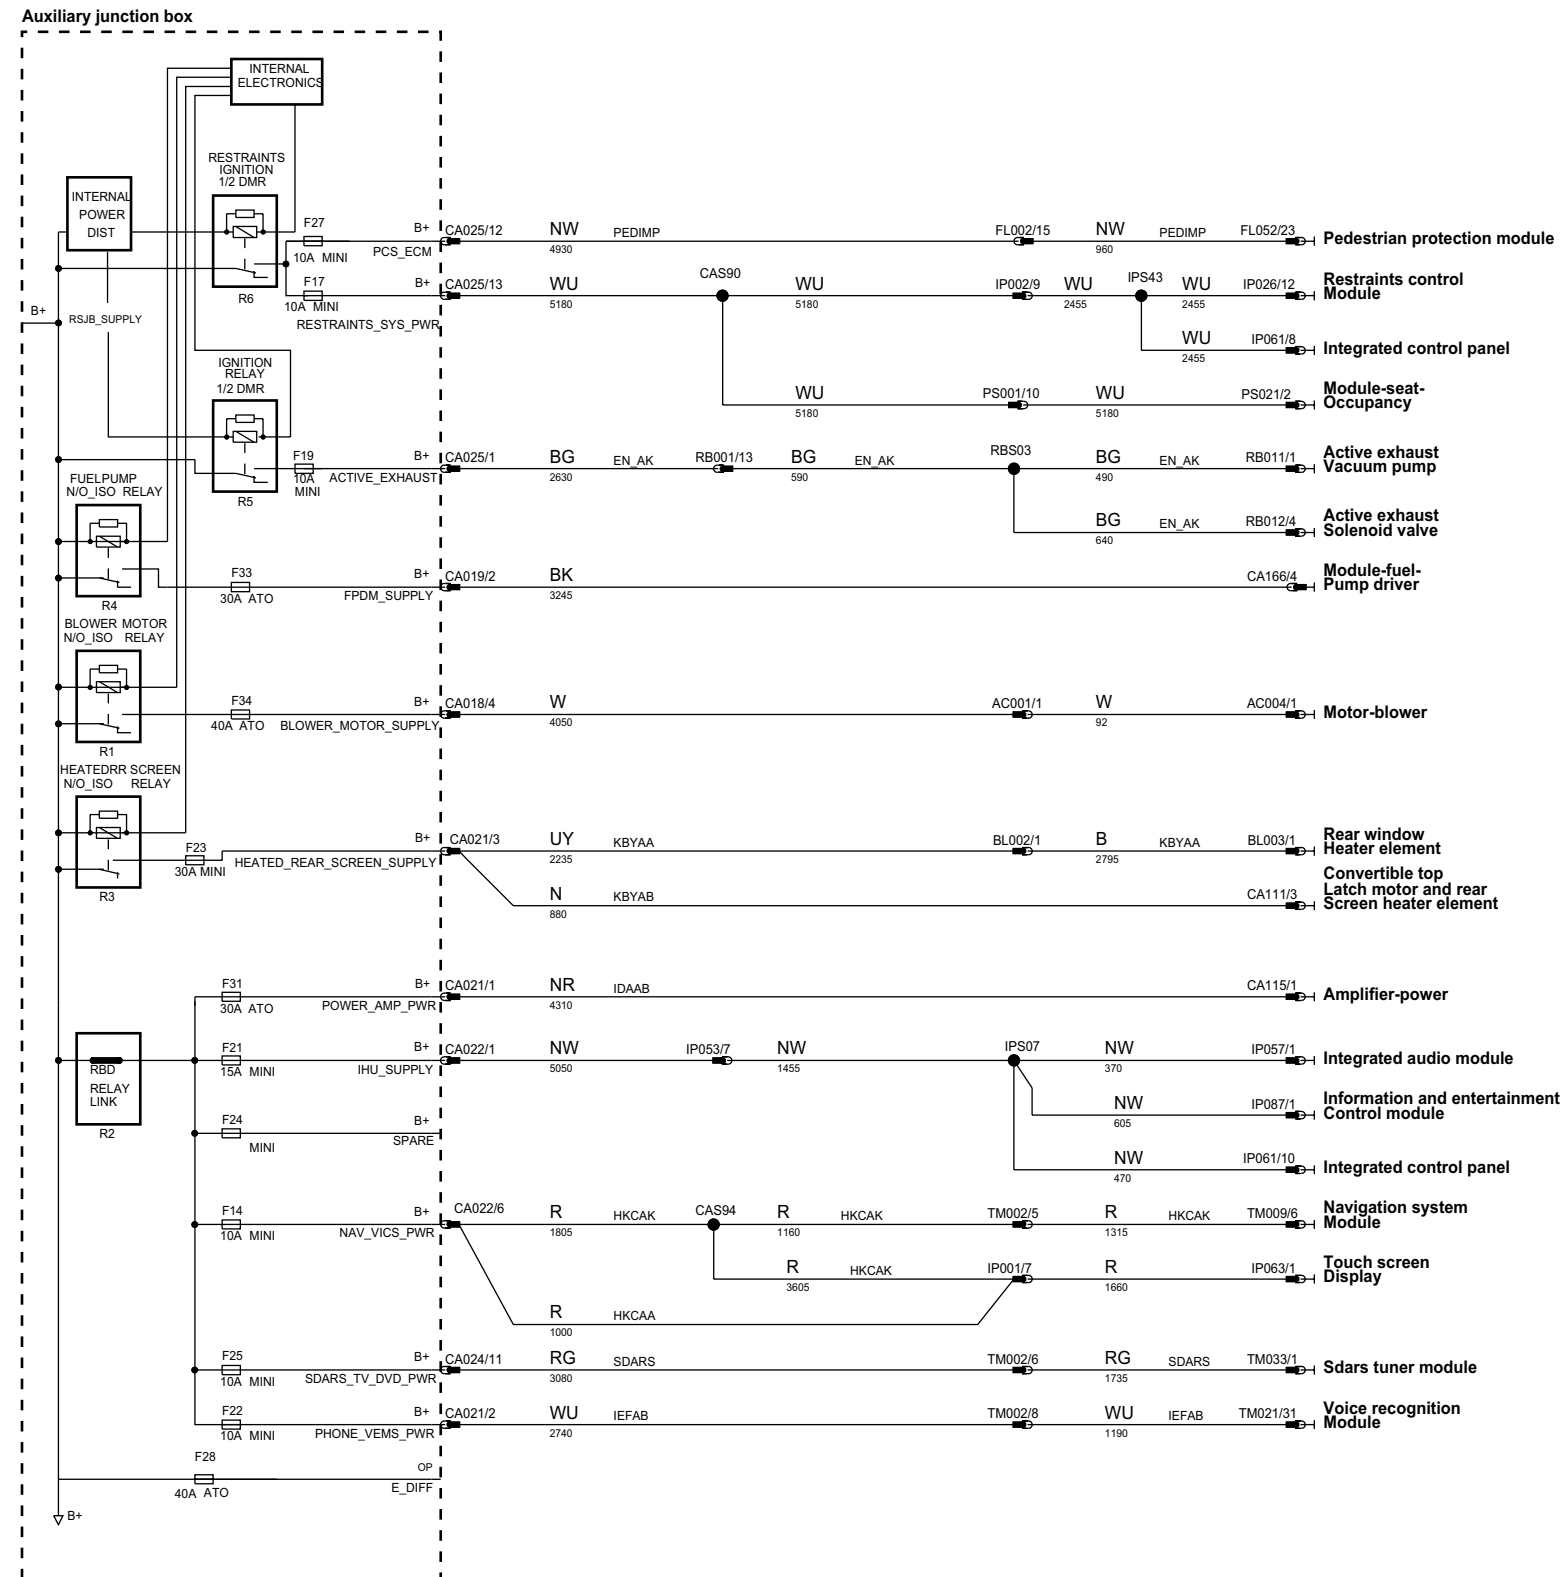 Auxiliary junction box
INTERNAL
ELECTRONICS
RESTRAINTS
IGNITION
1/2 DMR
INTERNAL
POWER
DIST
F27
10A MINI
B+
PCS_ECM
CA025/12
NW
4930
PEDIMP
FL002/15
NW
960
PEDIMP
FL052/23
Pedestrian protection module
R6
F17
10A MINI
B+
RESTRAINTS_SYS_PWR
CA025/13
WU
5180
CAS90
WU
5180
IP002/9
WU
2455
IPS43
WU
2455
IP026/12
Restraints control
Module
B+
RSJB_SUPPLY
WU
2455
IP061/8
Integrated control panel
IGNITION
RELAY
1/2 DMR
WU
5180
PS001/10
WU
5180
PS021/2
Module-seat-
Occupancy
R5
F19
10A
MINI
B+
ACTIVE_EXHAUST
CA025/1
BG
2630
EN_AK
RB001/13
BG
590
EN_AK
RBS03
BG
490
EN_AK
RB011/1
Active exhaust
Vacuum pump
BG
640
EN_AK
RB012/4
Active exhaust
Solenoid valve
FUELPUMP
N/O_ISO RELAY
R4
F33
30A ATO
B+
FPDM_SUPPLY
CA019/2
BK
3245
CA166/4
Module-fuel-
Pump driver
BLOWER MOTOR
N/O_ISO RELAY
R1
F34
40A ATO
B+
BLOWER_MOTOR_SUPPLY
CA018/4
W
4050
AC001/1
W
92
AC004/1
Motor-blower
HEATEDRR SCREEN
N/O_ISO RELAY
R3
F23
30A MINI
B+
HEATED_REAR_SCREEN_SUPPLY
CA021/3
UY
2235
KBYAA
BL002/1
B
2795
KBYAA
BL003/1
Rear window
Heater element
N
880
KBYAB
CA111/3
Convertible top
Latch motor and rear
Screen heater element
F31
30A ATO
B+
POWER_AMP_PWR
CA021/1
NR
4310
IDAAB
CA115/1
Amplifier-power
RBD
RELAY
LINK
R2
F21
15A MINI
B+
IHU_SUPPLY
CA022/1
NW
5050
IP053/7
NW
1455
IPS07
NW
370
IP057/1
Integrated audio module
NW
605
IP087/1
Information and entertainment
Control module
F24
MINI
B+
SPARE
NW
470
IP061/10
Integrated control panel
F14
10A MINI
B+
NAV_VICS_PWR
CA022/6
R
1805
HKCAK
CAS94
R
1160
HKCAK
TM002/5
R
1315
HKCAK
TM009/6
Navigation system
Module
R
3605
HKCAK
IP001/7
R
1660
IP063/1
Touch screen
Display
R
1000
HKCAA
F25
10A MINI
B+
SDARS_TV_DVD_PWR
CA024/11
RG
3080
SDARS
TM002/6
RG
1735
SDARS
TM033/1
Sdars tuner module
F22
10A MINI
B+
PHONE_VEMS_PWR
CA021/2
WU
2740
IEFAB
TM002/8
WU
1190
IEFAB
TM021/31
Voice recognition
Module
F28
40A ATO
OP
E_DIFF
B+